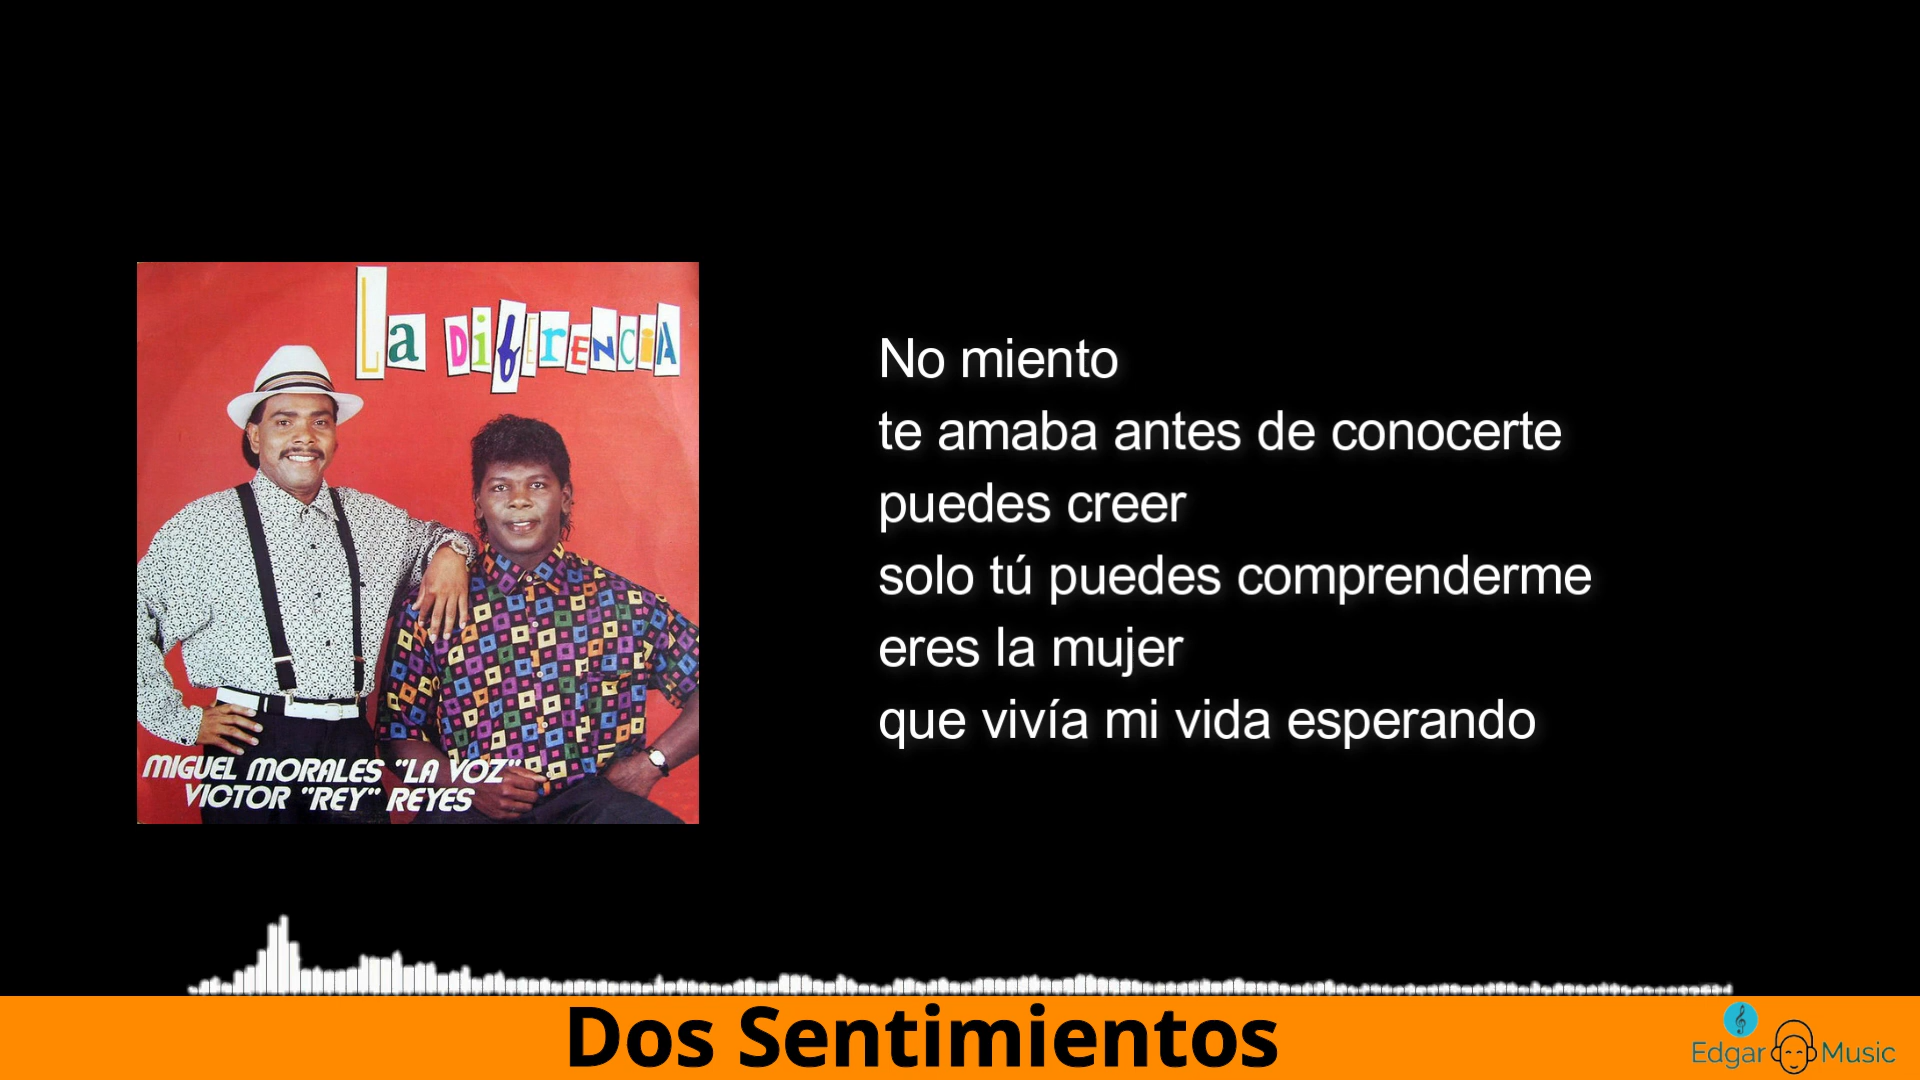 La DifErENCiA
MIGUEL MORALES "LA VOZ"
VICTOR "REY" REYES
No miento
te amaba antes de conocerte
puedes creer
solo tú puedes comprenderme
eres la mujer
que vivía mi vida esperando
Dos Sentimientos
Edgar Music